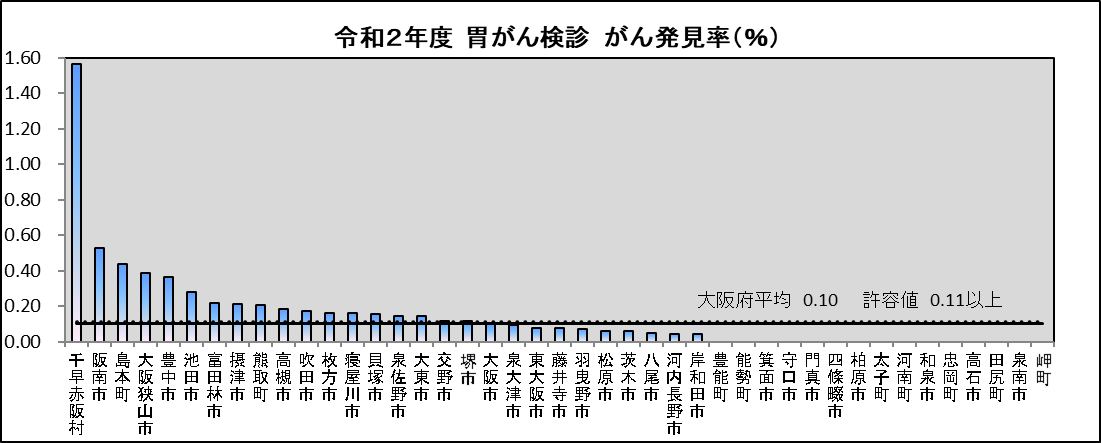 令和２年度 胃がん検診 がん発見率(%)
1.60
1.40
1.20
1.00
0.80
0.60
0.40
0.20
0.00
大阪府平均 0.10 許容値 0.11以上
千早赤阪村
阪南市
島本町
大阪狭山市
豊中市
池田市
富田林市
摂津市
熊取町
高槻市
吹田市
枚方市
寝屋川市
貝塚市
泉佐野市
大東市
交野市
堺市
大阪市
泉大津市
東大阪市
藤井寺市
羽曳野市
松原市
茨木市
八尾市
河内長野市
岸和田市
豊能町
能勢町
箕面市
守口市
門真市
四條畷市
柏原市
太子町
河南町
和泉市
忠岡町
高石市
田尻町
泉南市
岬町